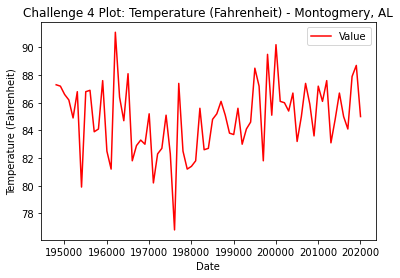 Challenge 4 Plot: Temperature (Fahrenheit) - Montogmery, AL
Value
Temperature (Fahrenheit)
90
88
86
84
82
80
78
195000 196000 197000 198000 199000 200000 201000 202000
Date